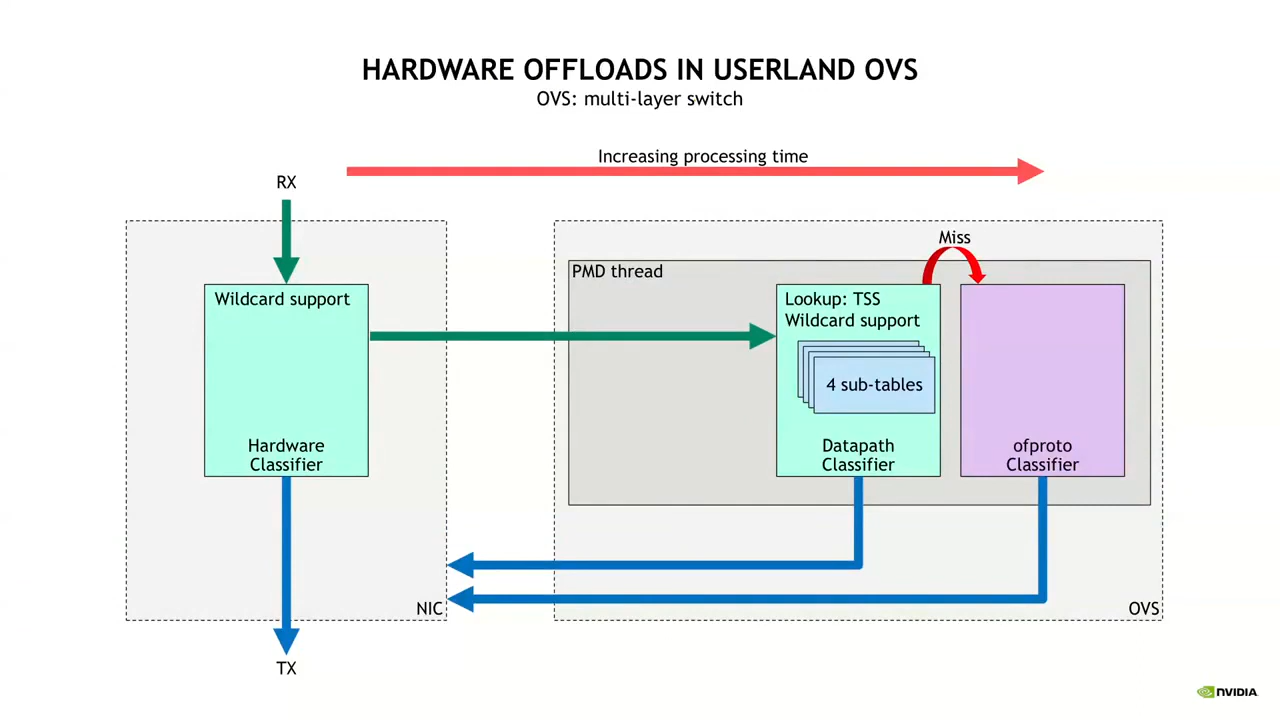 HARDWARE OFFLOADS IN USERLAND OVS
OVS: multi-layer switch
Increasing processing time
RX
Miss
PMD thread
Wildcard support
Lookup: TSS
Wildcard support
4 sub-tables
Hardware
Classifier
Datapath
Classifier
ofproto
Classifier
NIC
OVS
TX
NVIDIA